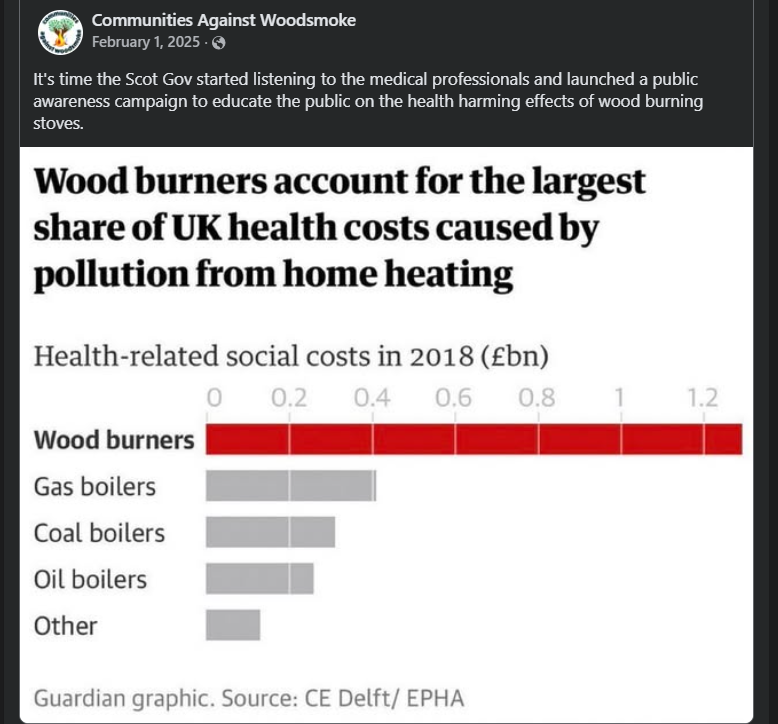 Communities Against Woodsmoke
February 1, 2025 ·
It's time the Scot Gov started listening to the medical professionals and launched a public
awareness campaign to educate the public on the health harming effects of wood burning
stoves.
Wood burners account for the largest
share of UK health costs caused by
pollution from home heating
Health-related social costs in 2018 (£bn)
0 0.2 0.4 0.6 0.8 1 1.2
Wood burners
Gas boilers
Coal boilers
Oil boilers
Other
Guardian graphic. Source: CE Delft/ EPHA